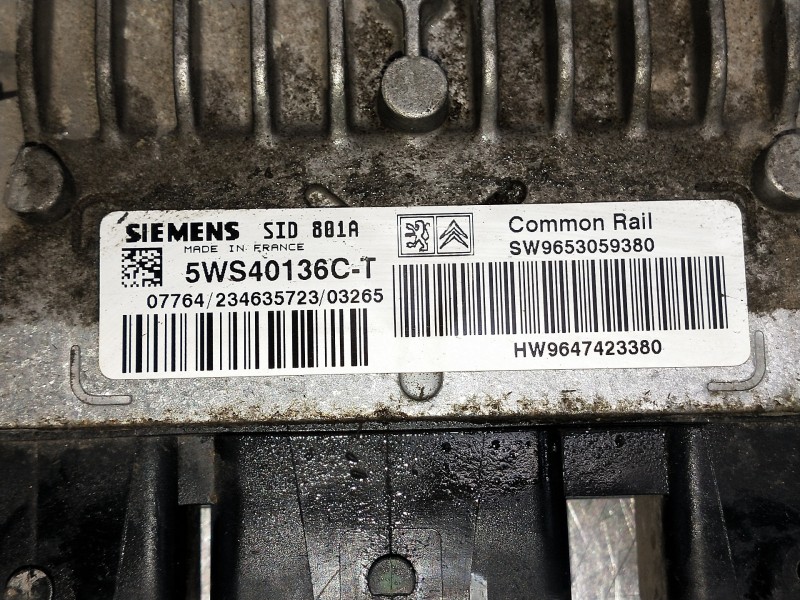 SIEMENS SID 801A
MADE IN FRANCE
5WS40136C-T
07764/234635723/03265
Common Rail
SW9653059380
HW9647423380